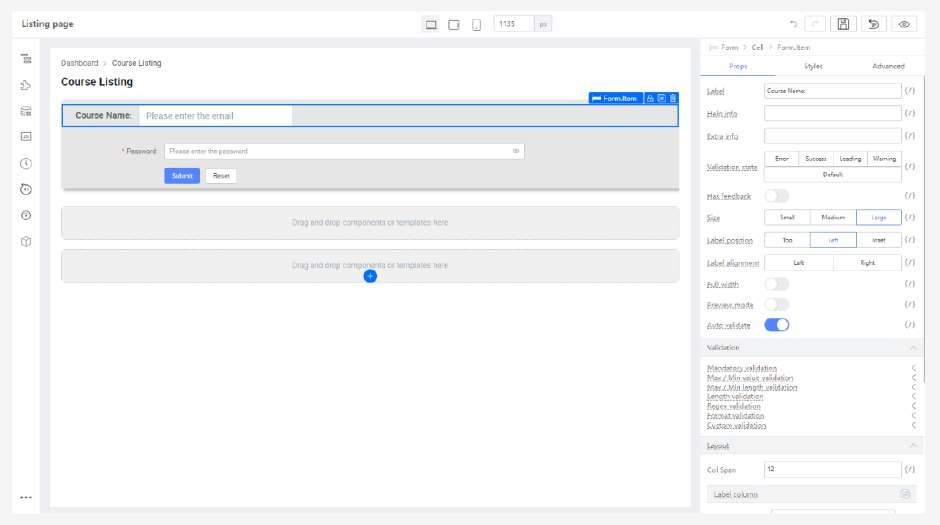 Listing page
1135 px
Dashboard > Course Listing
Course Listing
Form.Item
Course Name: Please enter the email
* Password: Please enter the password
Submit Reset
Drag and drop components or templates here
Drag and drop components or templates here
Form > Cell > Form.Item
Props Styles Advanced
Label Course Name: {/}
Help info {/}
Extra info {/}
Validation state Error Success Loading Warning {/}
Default
Has feedback {/}
Size Small Medium Large {/}
Label position Top Left Inset {/}
Label alignment Left Right {/}
Full width {/}
Preview mode {/}
Auto validate {/}
Validation
Mandatory validation
Max / Min value validation
Max / Min length validation
Length validation
Regex validation
Format validation
Custom validation
Layout
Col Span 12 {/}
Label column